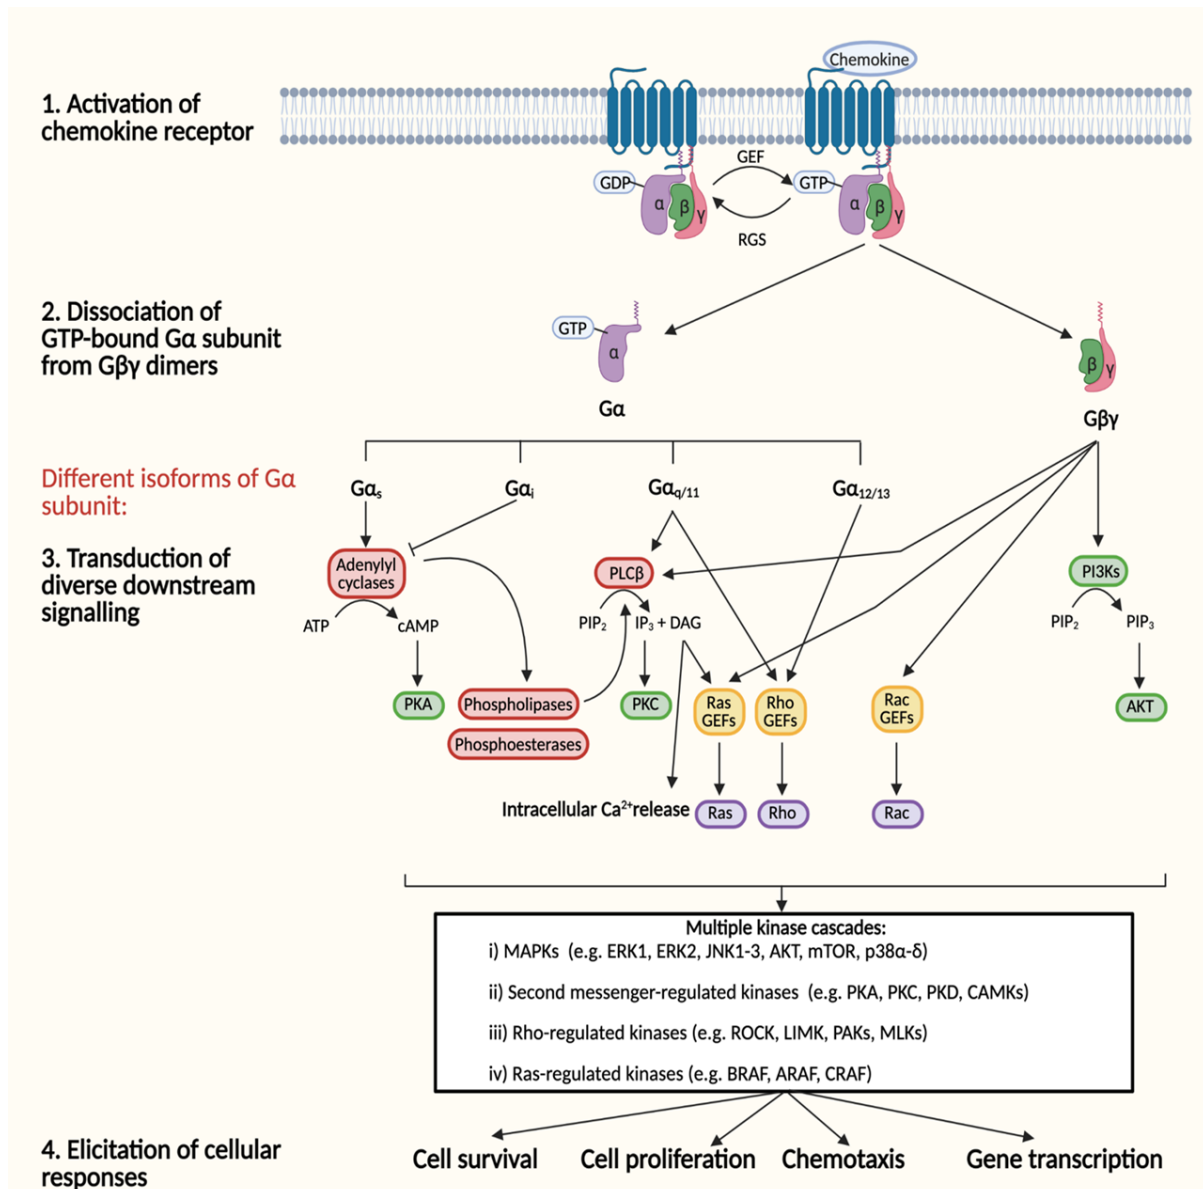 Chemokine
1. Activation of
chemokine receptor
GEF
GDP
GTP
α
β
γ
α
β
γ
RGS
2. Dissociation of
GTP-bound Gα subunit
from Gβγ dimers
GTP
α
β
γ
Gα
Gβγ
Different isoforms of Gα
subunit:
Gαs
Gαi
Gαq/11
Gα12/13
3. Transduction of
diverse downstream
signalling
Adenylyl
cyclases
PLCβ
PI3Ks
ATP
cAMP
PIP2
IP3 + DAG
PIP2
PIP3
PKA
Phospholipases
PKC
Ras
GEFs
Rho
GEFs
Rac
GEFs
AKT
Phosphoesterases
Intracellular Ca2+release
Ras
Rho
Rac
Multiple kinase cascades:
i) MAPKs (e.g. ERK1, ERK2, JNK1-3, AKT, mTOR, p38α-δ)
ii) Second messenger-regulated kinases (e.g. PKA, PKC, PKD, CAMKs)
iii) Rho-regulated kinases (e.g. ROCK, LIMK, PAKs, MLKs)
iv) Ras-regulated kinases (e.g. BRAF, ARAF, CRAF)
4. Elicitation of cellular
responses
Cell survival
Cell proliferation
Chemotaxis
Gene transcription